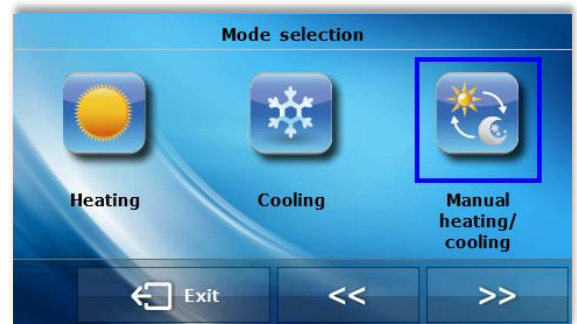 Mode selection
Heating
Cooling
Manual
heating/
cooling
Exit
<<
>>